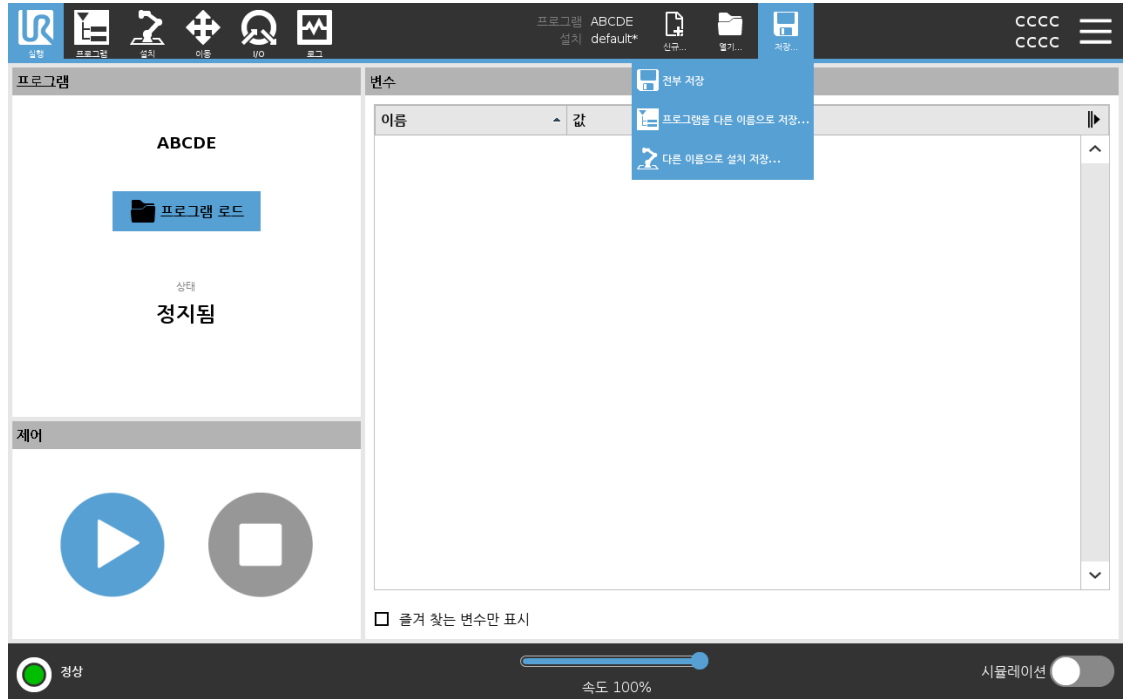 프로그램 ABCDE
설치 default*
실행
프로그램
설치
이동
I/O
로그
신규...
열기...
저장...
CCCC
CCCC
전부 저장
프로그램을 다른 이름으로 저장...
다른 이름으로 설치 저장...
프로그램
ABCDE
프로그램 로드
상태
정지됨
제어
변수
이름
값
즐겨 찾는 변수만 표시
정상
속도 100%
시뮬레이션